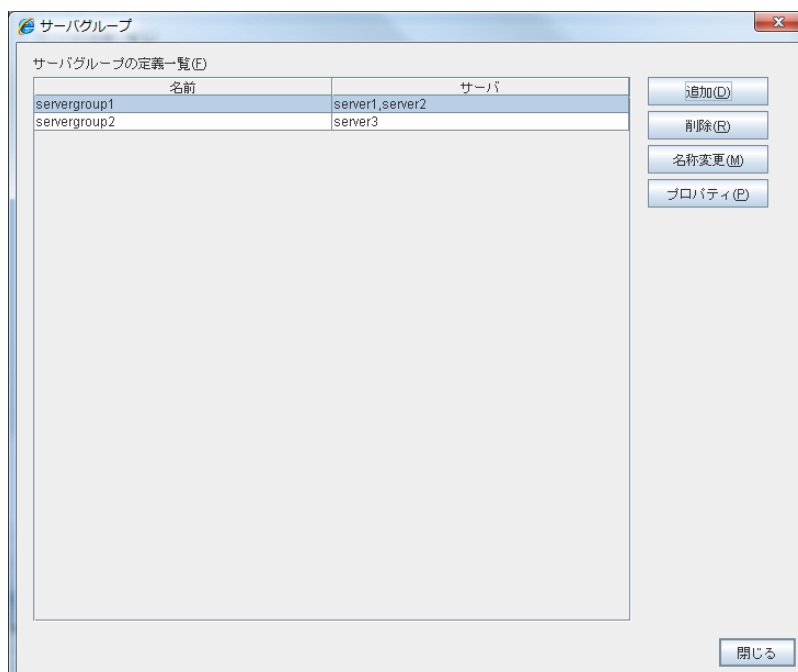 サーバグループ
サーバグループの定義一覧(F)
名前 サーバ
servergroup1 server1,server2
servergroup2 server3
追加(D)
削除(R)
名称変更(M)
プロパティ(P)
閉じる